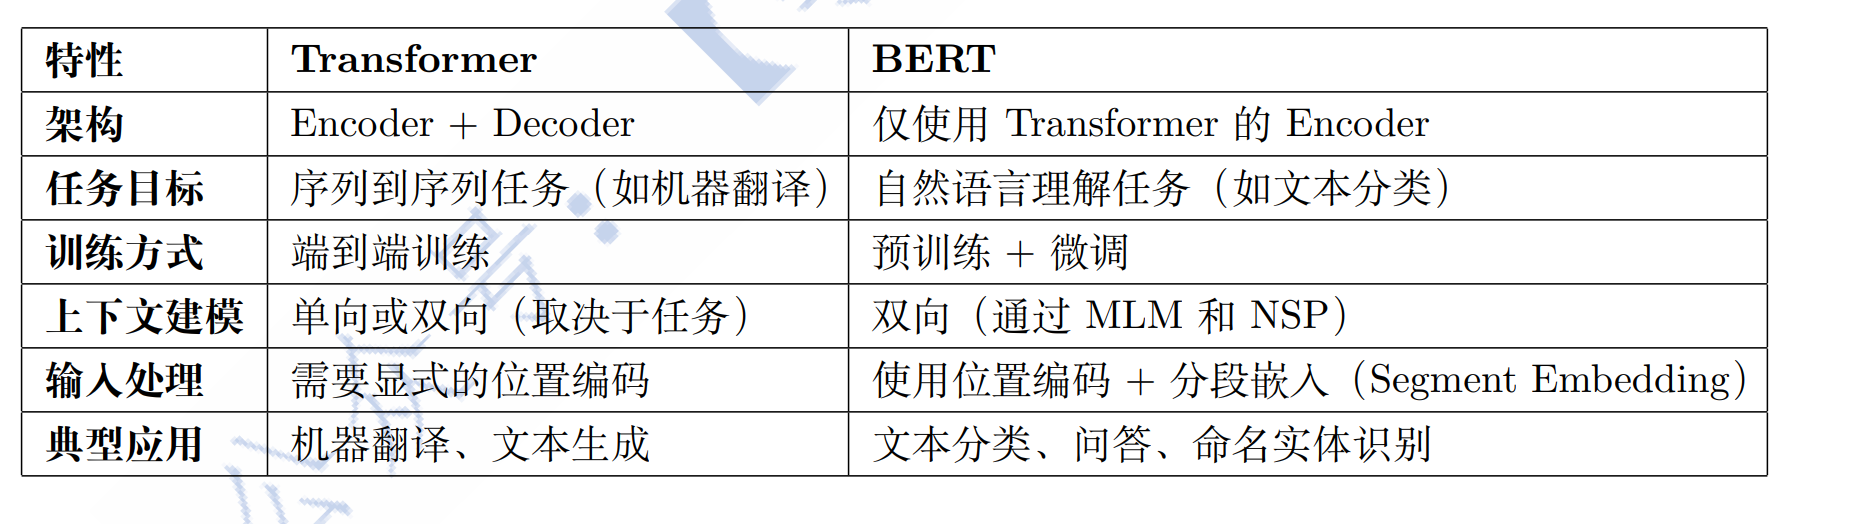 特性 Transformer BERT
架构 Encoder + Decoder 仅使用 Transformer 的 Encoder
任务目标 序列到序列任务（如机器翻译） 自然语言理解任务（如文本分类）
训练方式 端到端训练 预训练 + 微调
上下文建模 单向或双向（取决于任务） 双向（通过 MLM 和 NSP）
输入处理 需要显式的位置编码 使用位置编码 + 分段嵌入（Segment Embedding）
典型应用 机器翻译、文本生成 文本分类、问答、命名实体识别
公众号：【